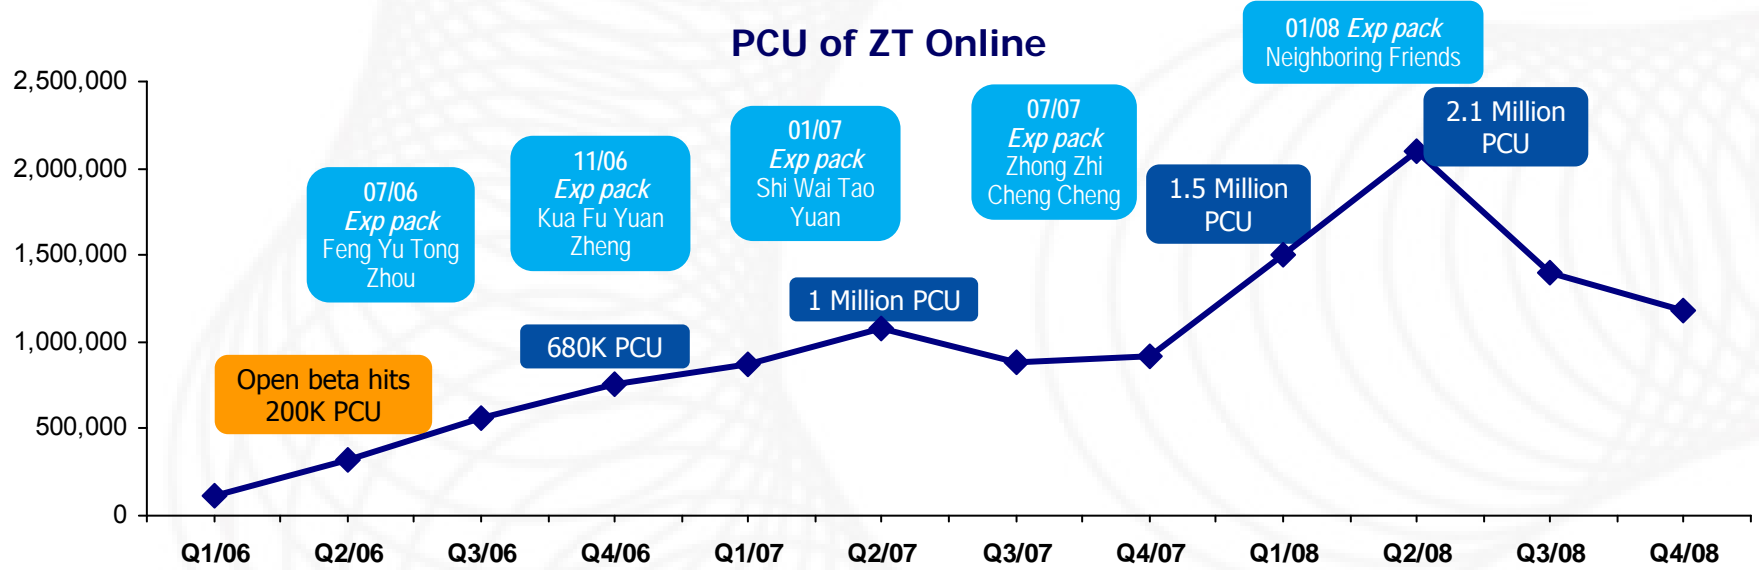 PCU of ZT Online
2,500,000
2,000,000
1,500,000
1,000,000
500,000
0
Open beta hits
200K PCU
07/06
Exp pack
Feng Yu Tong
Zhou
11/06
Exp pack
Kua Fu Yuan
Zheng
680K PCU
01/07
Exp pack
Shi Wai Tao
Yuan
1 Million PCU
07/07
Exp pack
Zhong Zhi
Cheng Cheng
1.5 Million
PCU
01/08 Exp pack
Neighboring Friends
2.1 Million
PCU
Q1/06 Q2/06 Q3/06 Q4/06 Q1/07 Q2/07 Q3/07 Q4/07 Q1/08 Q2/08 Q3/08 Q4/08